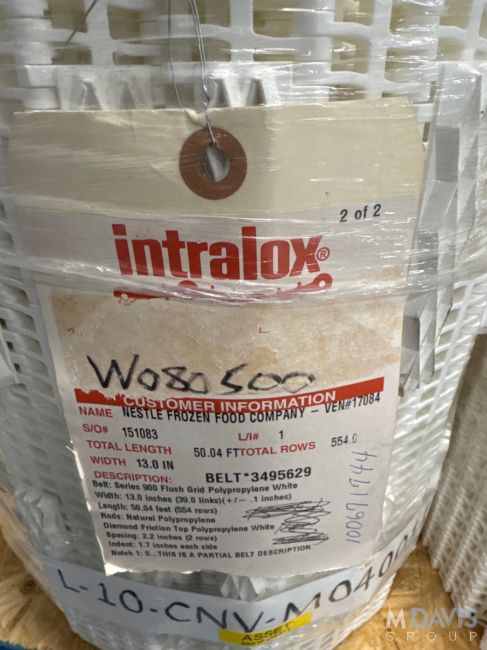 2 of 2
intralox®
W080500
CUSTOMER INFORMATION
NAME NESTLE FROZEN FOOD COMPANY - VEN#17084
S/O# 151083 L/I# 1
TOTAL LENGTH 50.04 FT TOTAL ROWS 554.0
WIDTH 13.0 IN
DESCRIPTION: BELT*3495629
Belt: Series 900 Flush Grid Polypropylene White
Width: 13.0 inches (39.0 links)(+/- .1 inches)
Length: 50.04 feet (554 rows)
Rods: Natural Polypropylene
Diamond Friction Top Polypropylene White
Spacing: 2.2 inches (2 rows)
Indent: 1.7 inches each side
Notch 1: S...THIS IS A PARTIAL BELT DESCRIPTION
L-10-CNV-M0400
ASSET
M DAVIS
GROUP